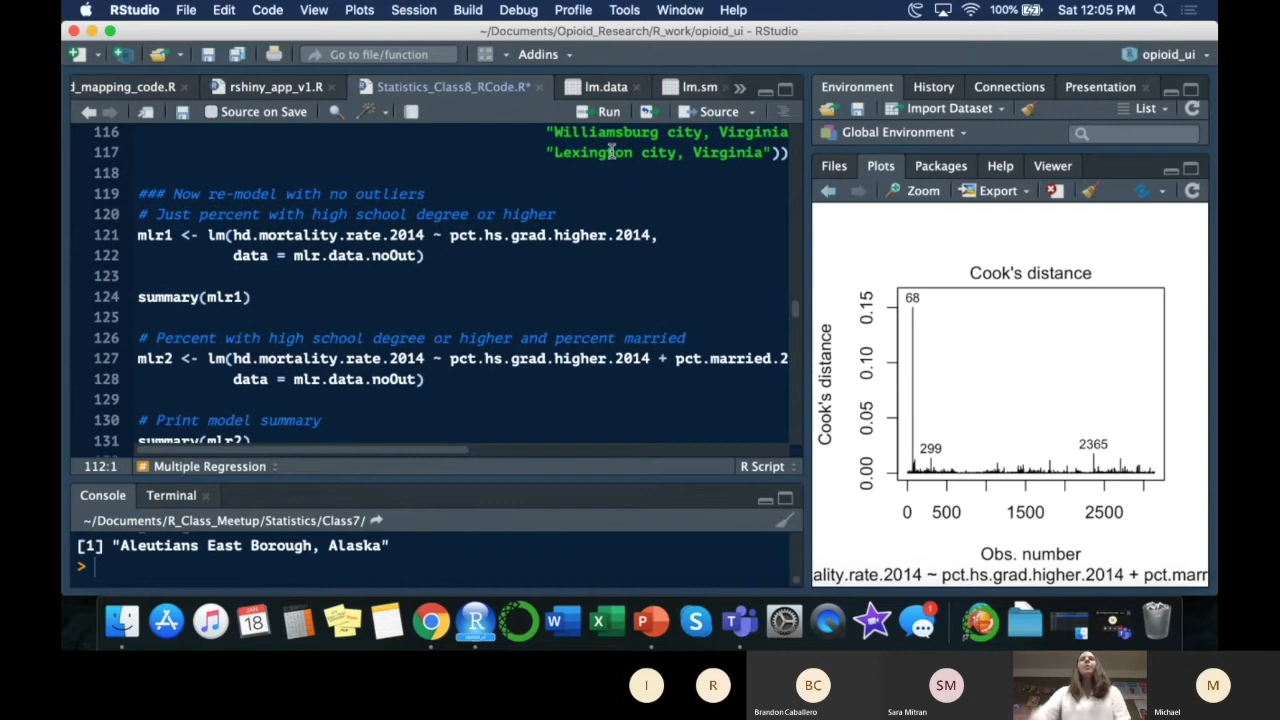 RStudio File Edit Code View Plots Session Build Debug Profile Tools Window Help 100% Sat 12:05 PM
~/Documents/Opioid_Research/R_work/opioid_ui - RStudio
Go to file/function Addins opioid_ui
d_mapping_code.R rshiny_app_v1.R Statistics_Class8_RCode.R* lm.data lm.sm
Source on Save Run Source
116 "Williamsburg city, Virginia
117 "Lexington city, Virginia"))
118
119 ### Now re-model with no outliers
120 # Just percent with high school degree or higher
121 mlr1 <- lm(hd.mortality.rate.2014 ~ pct.hs.grad.higher.2014,
122 data = mlr.data.noOut)
123
124 summary(mlr1)
125
126 # Percent with high school degree or higher and percent married
127 mlr2 <- lm(hd.mortality.rate.2014 ~ pct.hs.grad.higher.2014 + pct.married.2
128 data = mlr.data.noOut)
129
130 # Print model summary
131 summary(mlr2)
112:1 # Multiple Regression R Script
Console Terminal
~/Documents/R_Class_Meetup/Statistics/Class7/
[1] "Aleutians East Borough, Alaska"
>
Environment History Connections Presentation
Import Dataset List
Global Environment
Files Plots Packages Help Viewer
Zoom Export
Cook's distance
68
299
2365
Cook's distance
0.15
0.10
0.05
0.00
0 500 1500 2500
Obs. number
ality.rate.2014 ~ pct.hs.grad.higher.2014 + pct.marr
JAN
18
R
opioid_ui
W X P S T 1
I R BC SM M
Brandon Caballero Sara Mitran Michael